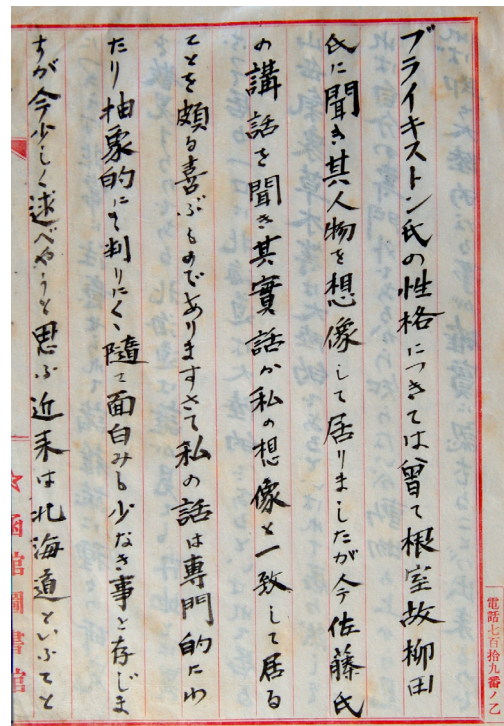 ブライキストン氏の性格につきては曾て根室故柳田
氏に聞き其人物を想像して居りましたが今佐藤氏
の講話を聞き其實話が私の想像と一致して居る
ことを頗る喜ぶものでありますさて私の話は専門的にわ
たり抽象的にて判りにくゝ随て面白みも少なき事と存じま
すが今少しく述べやうと思ふ近来は北海道といふこと
電話七百拾九番ノ乙
函館圖書館